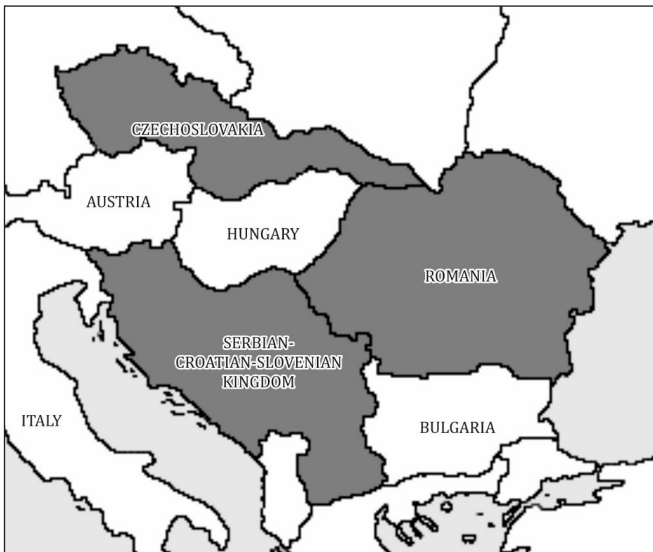 CZECHOSLOVAKIA
AUSTRIA
HUNGARY
ROMANIA
SERBIAN-
CROATIAN-SLOVENIAN
KINGDOM
ITALY
BULGARIA